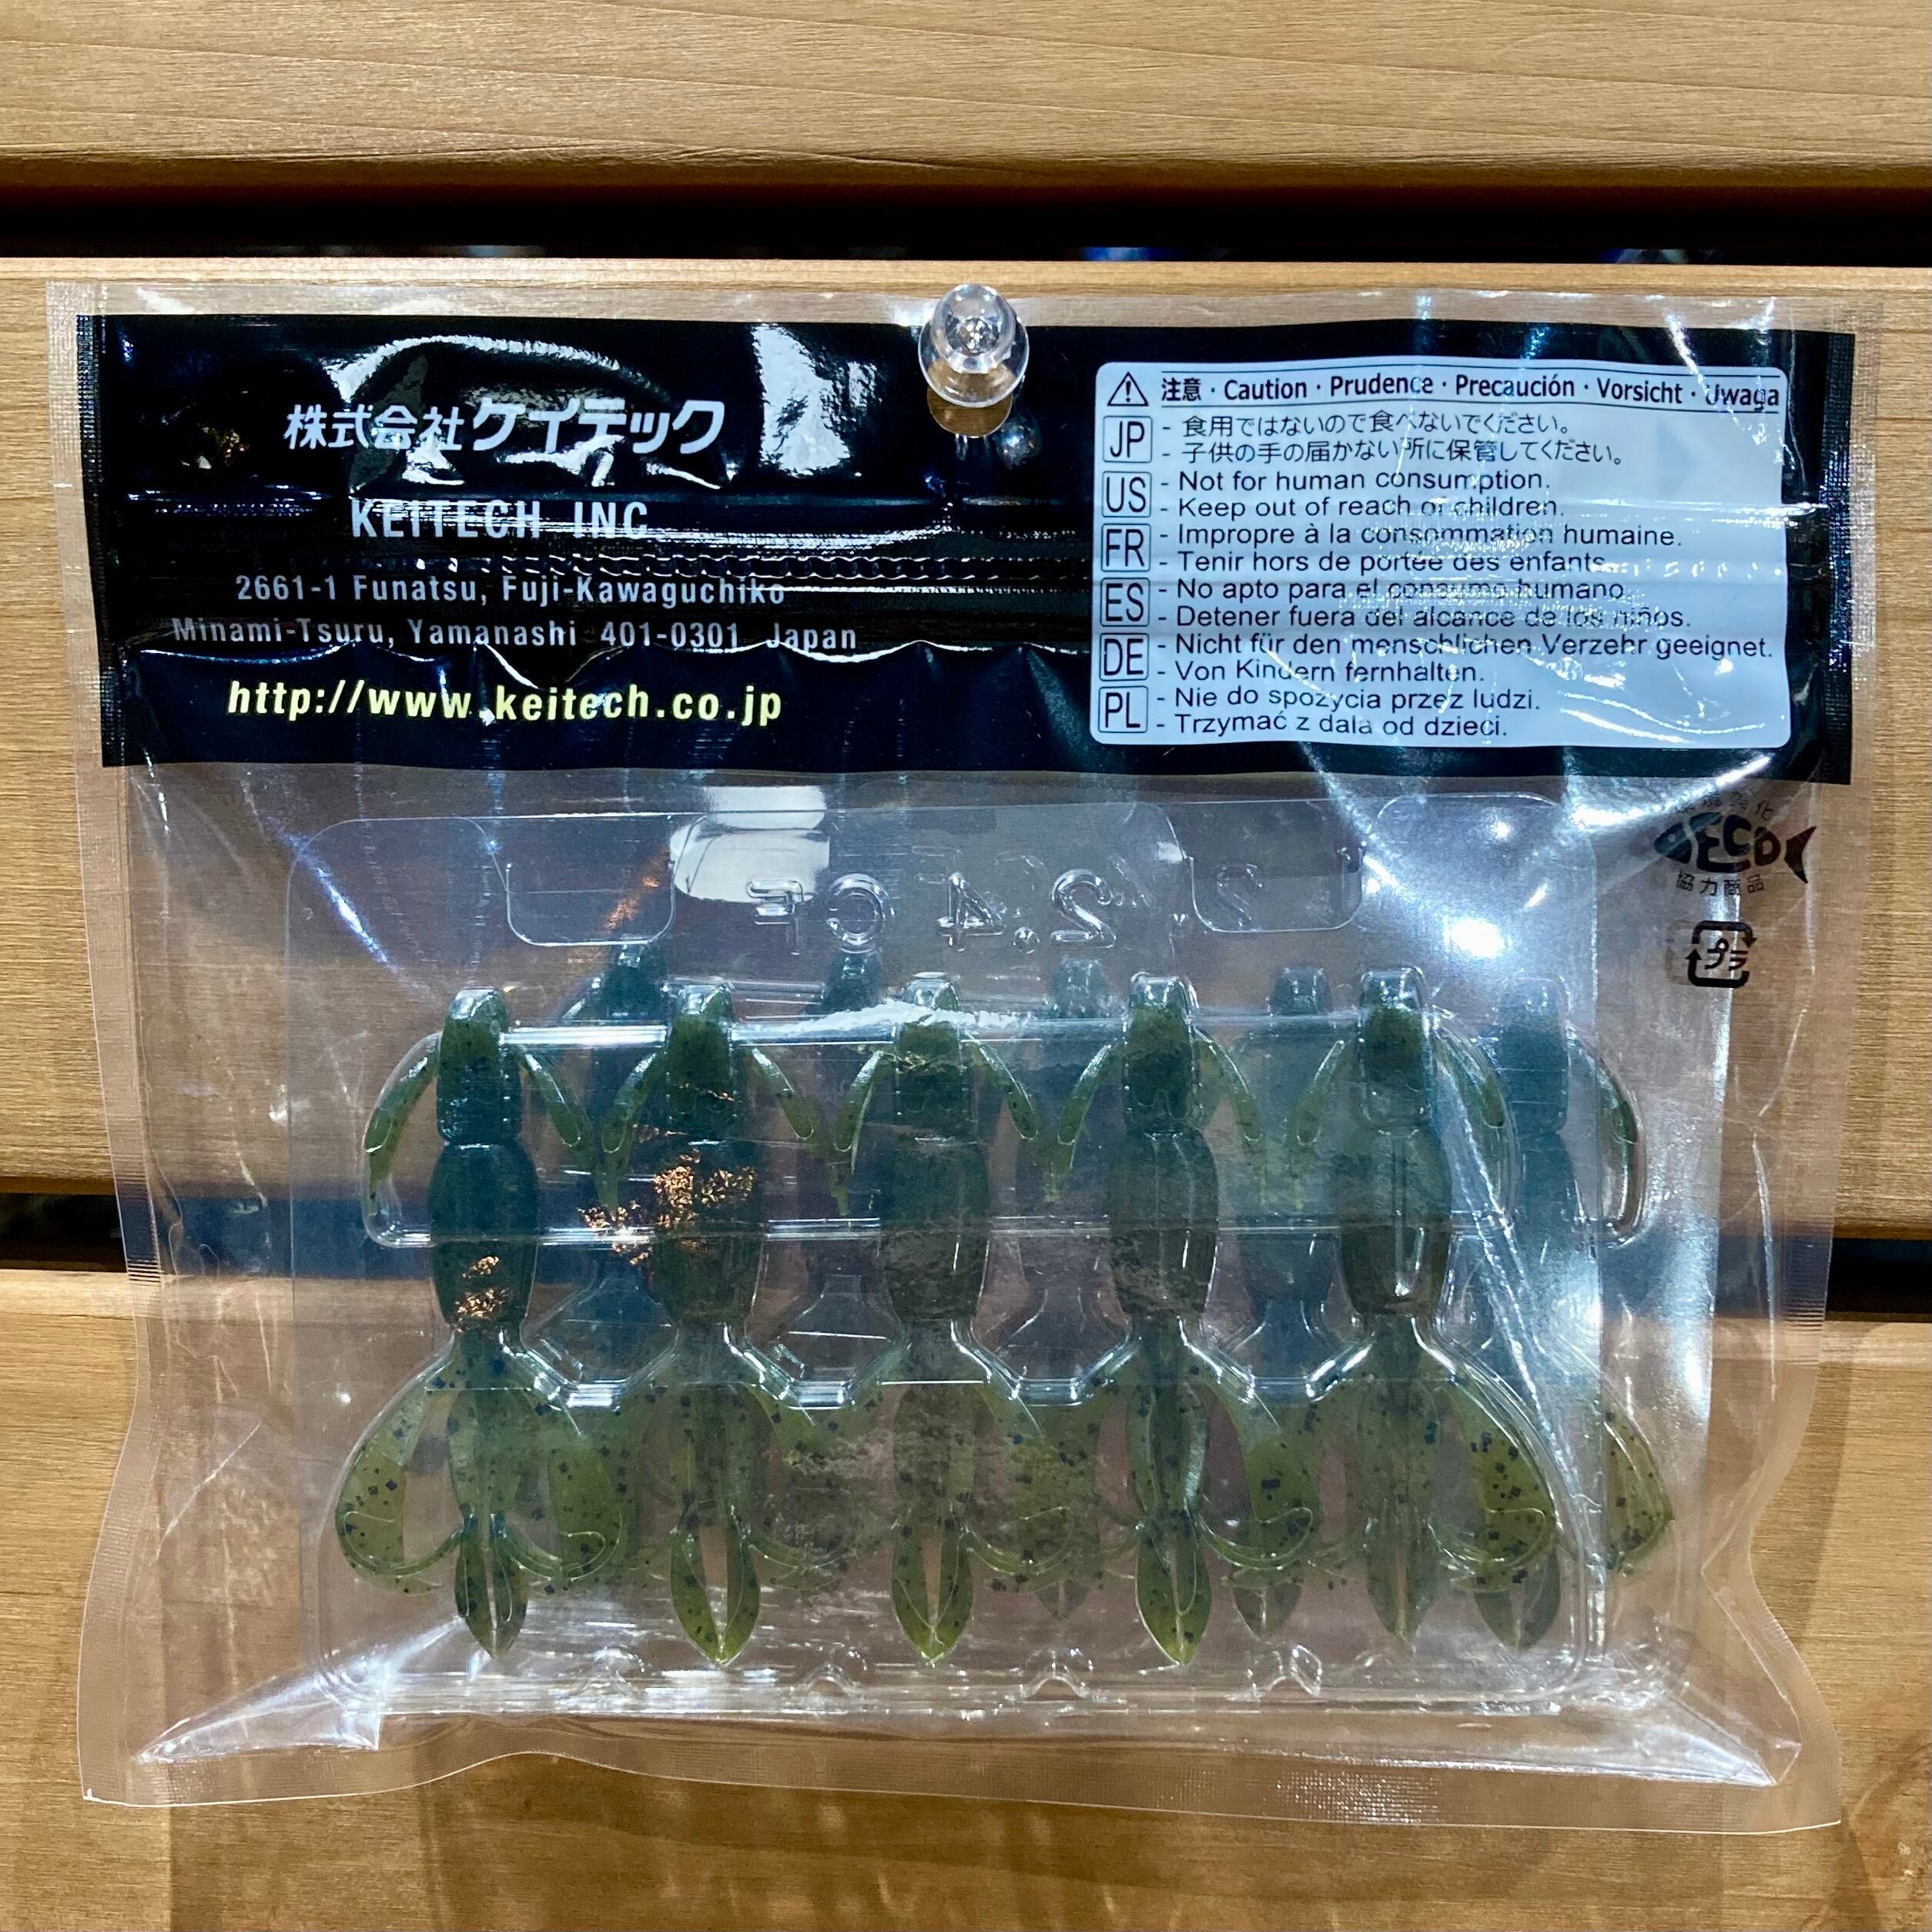 株式会社ケイテック
KEITECH INC
2661-1 Funatsu, Fuji-Kawaguchiko
Minami-Tsuru, Yamanashi 401-0301 Japan
http://www.keitech.co.jp
注意・Caution・Prudence・Precaución・Vorsicht・Uwaga
JP - 食用ではないので食べないでください。
- 子供の手の届かない所に保管してください。
US - Not for human consumption.
- Keep out of reach of children.
FR - Impropre à la consommation humaine.
- Tenir hors de portée des enfants.
ES - No apto para el consumo humano.
- Detener fuera del alcance de los niños.
DE - Nicht für den menschlichen Verzehr geeignet.
- Von Kindern fernhalten.
PL - Nie do spożycia przez ludzi.
- Trzymać z dala od dzieci.
ECO
協力商品
プラ
2.4 CF
2